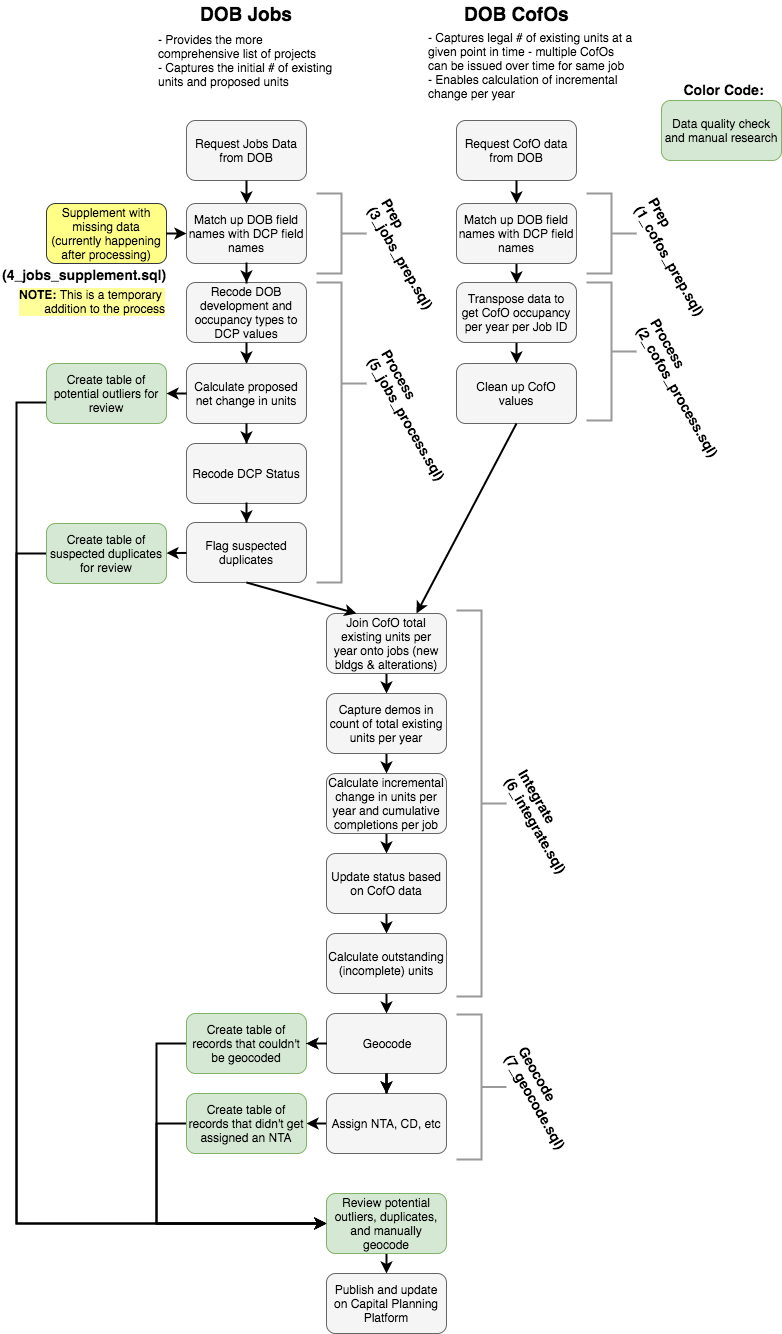 DOB Jobs
- Provides the more
comprehensive list of projects
- Captures the initial # of existing
units and proposed units
DOB CofOs
- Captures legal # of existing units at a
given point in time - multiple CofOs
can be issued over time for same job
- Enables calculation of incremental
change per year
Color Code:
Data quality check
and manual research
Request Jobs Data
from DOB
Request CofO data
from DOB
Supplement with
missing data
(currently happening
after processing)
(4_jobs_supplement.sql)
NOTE: This is a temporary
addition to the process
Match up DOB field
names with DCP field
names
Prep
(3_jobs_prep.sql)
Match up DOB field
names with DCP field
names
Prep
(1_cofos_prep.sql)
Recode DOB
development and
occupancy types to
DCP values
Transpose data to
get CofO occupancy
per year per Job ID
Process
(5_jobs_process.sql)
Process
(2_cofos_process.sql)
Create table of
potential outliers for
review
Calculate proposed
net change in units
Clean up CofO
values
Recode DCP Status
Create table of
suspected duplicates
for review
Flag suspected
duplicates
Join CofO total
existing units per
year onto jobs (new
bldgs & alterations)
Capture demos in
count of total existing
units per year
Calculate incremental
change in units per
year and cumulative
completions per job
Integrate
(6_integrate.sql)
Update status based
on CofO data
Calculate outstanding
(incomplete) units
Create table of
records that couldn't
be geocoded
Geocode
Geocode
(7_geocode.sql)
Create table of
records that didn't get
assigned an NTA
Assign NTA, CD, etc
Review potential
outliers, duplicates,
and manually
geocode
Publish and update
on Capital Planning
Platform